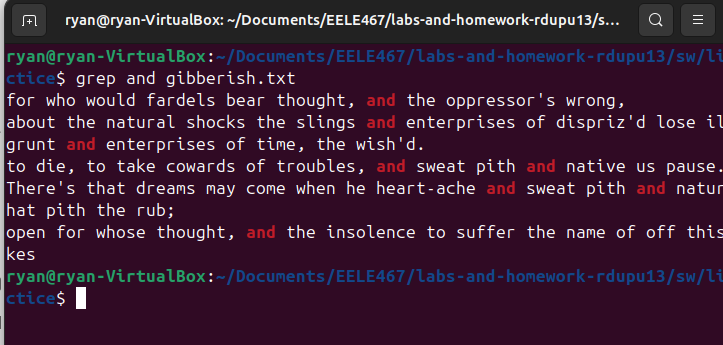 ryan@ryan-VirtualBox: ~/Documents/EELE467/labs-and-homework-rdupu13/s...
ryan@ryan-VirtualBox:~/Documents/EELE467/labs-and-homework-rdupu13/sw/li
ctice$ grep and gibberish.txt
for who would fardels bear thought, and the oppressor's wrong,
about the natural shocks the slings and enterprises of dispriz'd lose il
grunt and enterprises of time, the wish'd.
to die, to take cowards of troubles, and sweat pith and native us pause.
There's that dreams may come when he heart-ache and sweat pith and natur
hat pith the rub;
open for whose thought, and the insolence to suffer the name of off this
kes
ryan@ryan-VirtualBox:~/Documents/EELE467/labs-and-homework-rdupu13/sw/li
ctice$